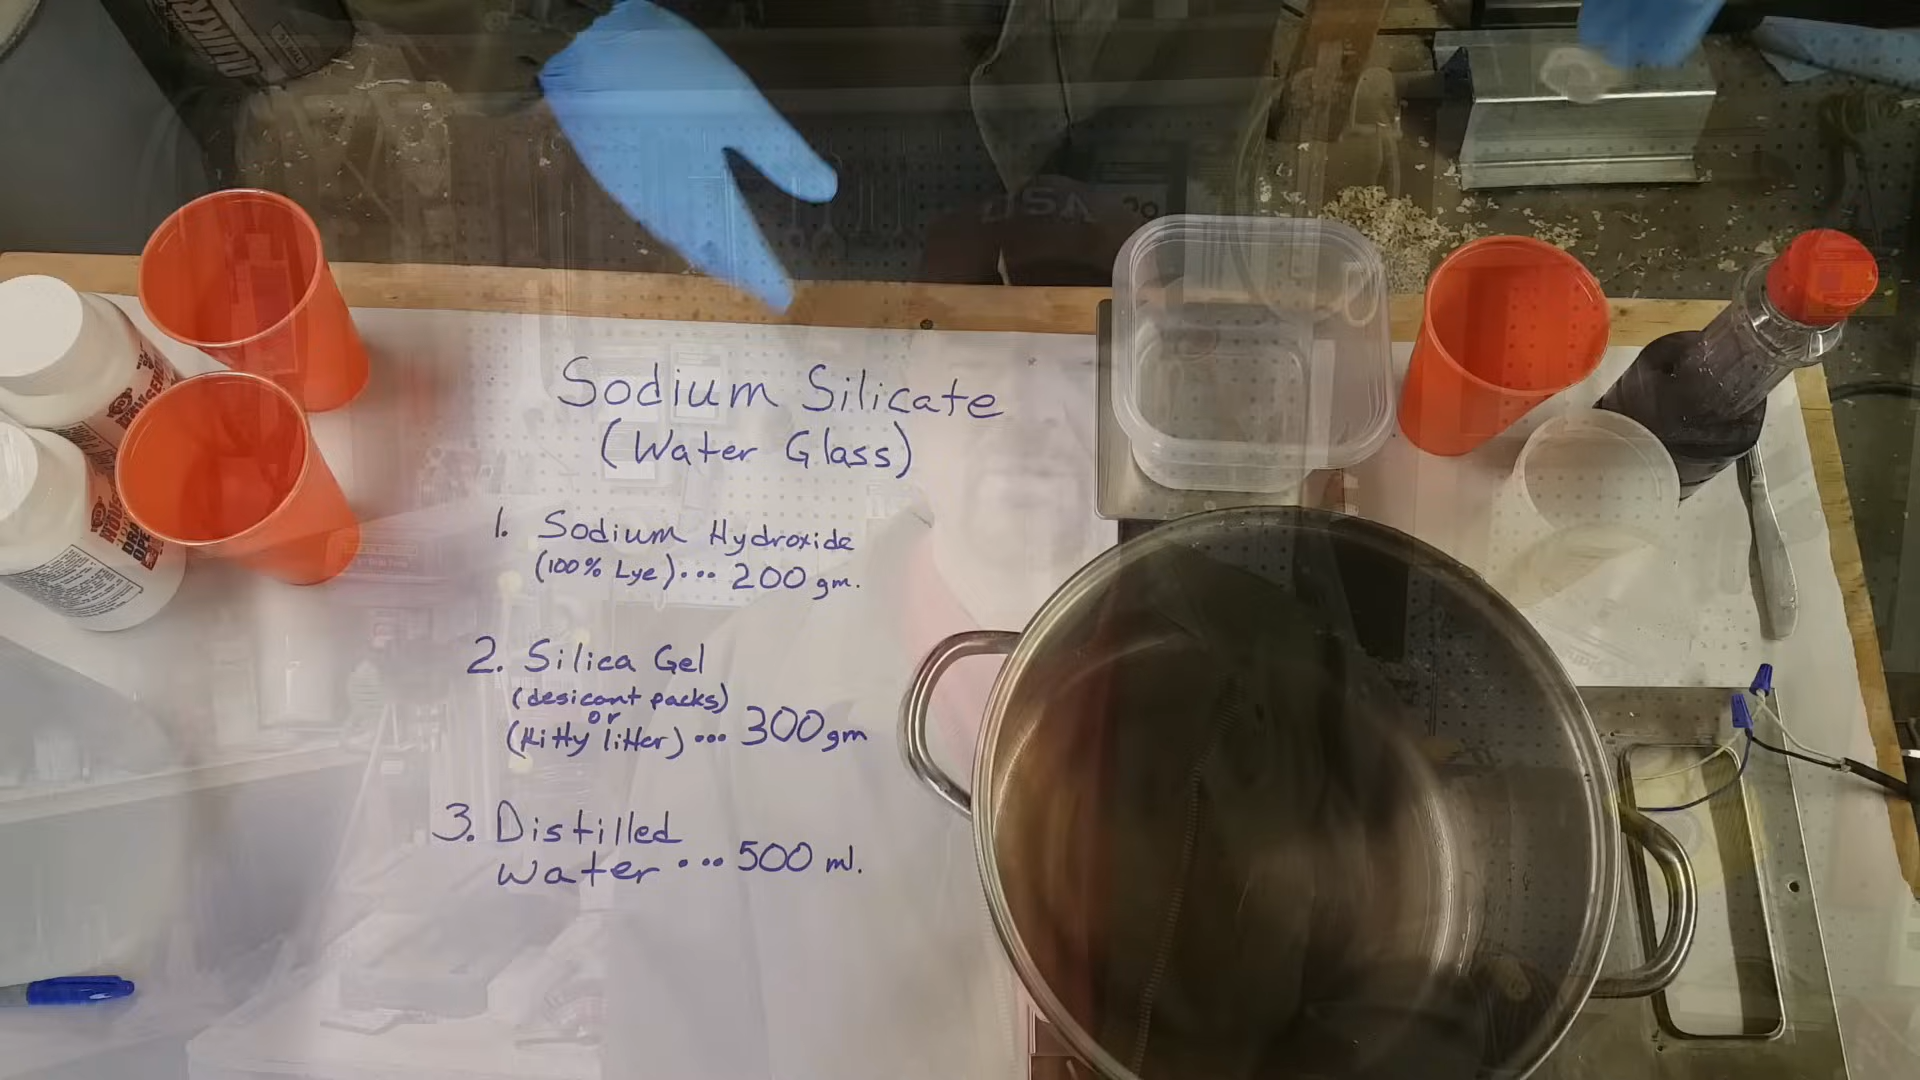 QUIKR
Sodium Silicate
(Water Glass)
1. Sodium Hydroxide
(100% Lye)... 200 gm.
2. Silica Gel
(desicant packs)
or
(Kitty litter)... 300 gm
3. Distilled
Water... 500 ml.